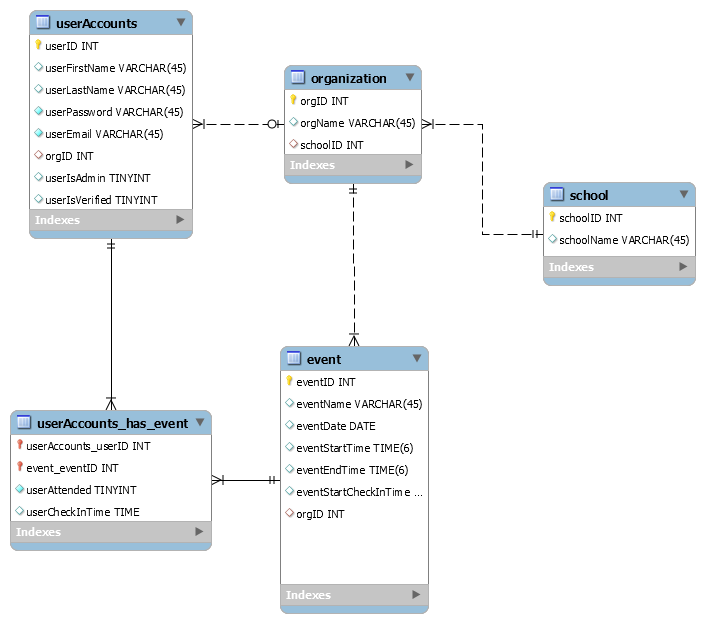 userAccounts
userID INT
userFirstName VARCHAR(45)
userLastName VARCHAR(45)
userPassword VARCHAR(45)
userEmail VARCHAR(45)
orgID INT
userIsAdmin TINYINT
userIsVerified TINYINT
Indexes
organization
orgID INT
orgName VARCHAR(45)
schoolID INT
Indexes
school
schoolID INT
schoolName VARCHAR(45)
Indexes
event
eventID INT
eventName VARCHAR(45)
eventDate DATE
eventStartTime TIME(6)
eventEndTime TIME(6)
eventStartCheckInTime ...
orgID INT
Indexes
userAccounts_has_event
userAccounts_userID INT
event_eventID INT
userAttended TINYINT
userCheckInTime TIME
Indexes